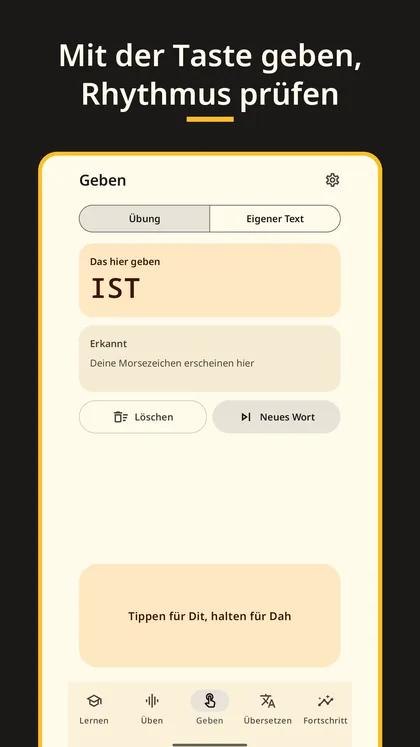 Mit der Taste geben,
Rhythmus prüfen
Geben
Übung
Eigener Text
Das hier geben
IST
Erkannt
Deine Morsezeichen erscheinen hier
Löschen
Neues Wort
Tippen für Dit, halten für Dah
Lernen
Üben
Geben
Übersetzen
Fortschritt